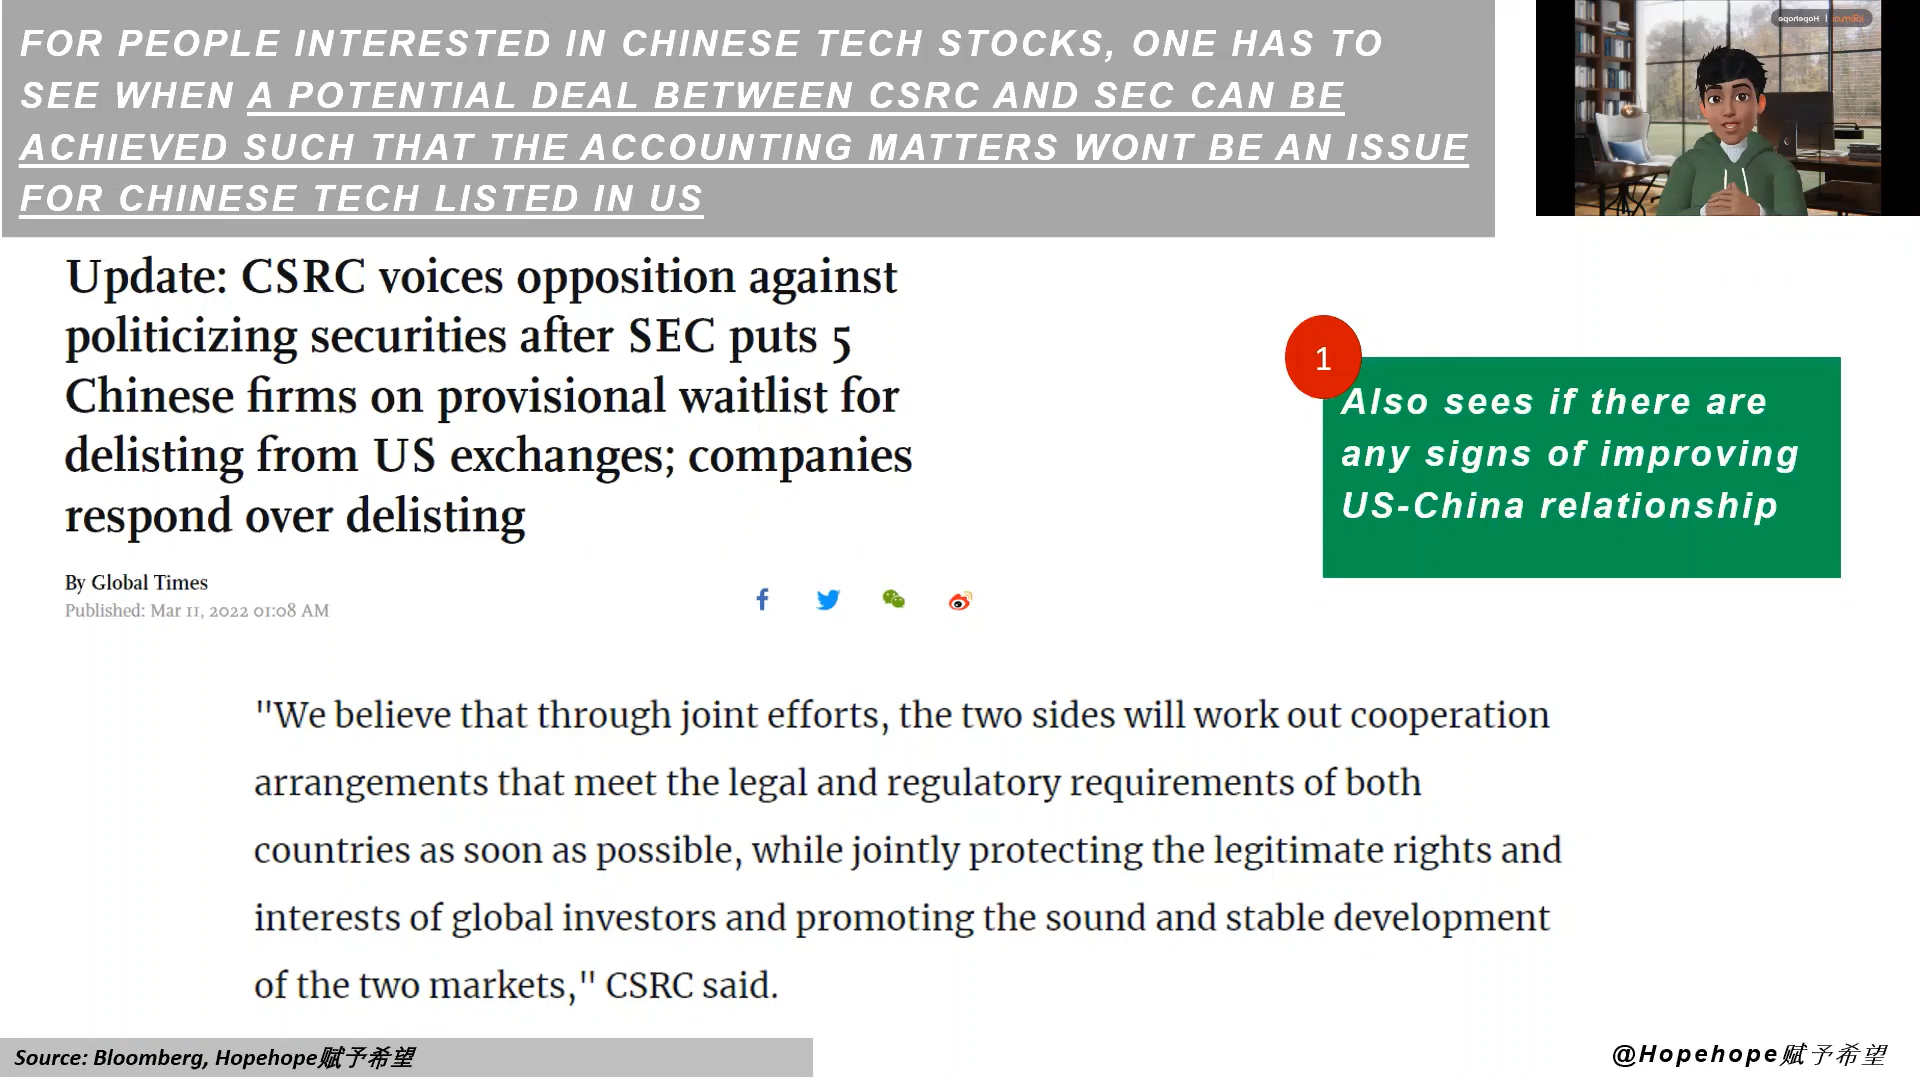 FOR PEOPLE INTERESTED IN CHINESE TECH STOCKS, ONE HAS TO
SEE WHEN A POTENTIAL DEAL BETWEEN CSRC AND SEC CAN BE
ACHIEVED SUCH THAT THE ACCOUNTING MATTERS WONT BE AN ISSUE
FOR CHINESE TECH LISTED IN US
Update: CSRC voices opposition against
politicizing securities after SEC puts 5
Chinese firms on provisional waitlist for
delisting from US exchanges; companies
respond over delisting
By Global Times
Published: Mar 11, 2022 01:08 AM
1
Also sees if there are
any signs of improving
US-China relationship
"We believe that through joint efforts, the two sides will work out cooperation
arrangements that meet the legal and regulatory requirements of both
countries as soon as possible, while jointly protecting the legitimate rights and
interests of global investors and promoting the sound and stable development
of the two markets," CSRC said.
Source: Bloomberg, Hopehope赋予希望
@Hopehope赋予希望